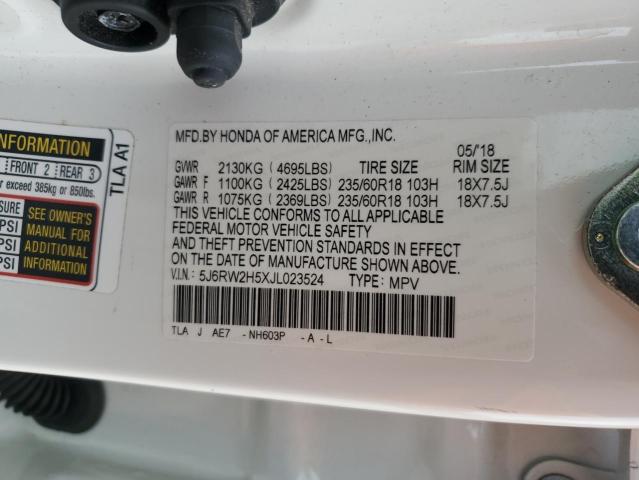 INFORMATION
FRONT 2 REAR 3
or exceed 385kg or 850lbs.
SURE
PSI
PSI
PSI
SEE OWNER'S
MANUAL FOR
ADDITIONAL
INFORMATION
TLA A1
MFD.BY HONDA OF AMERICA MFG.,INC.
05/'18
GVWR 2130KG (4695LBS) TIRE SIZE RIM SIZE
GAWR F 1100KG (2425LBS) 235/60R18 103H 18X7.5J
GAWR R 1075KG (2369LBS) 235/60R18 103H 18X7.5J
THIS VEHICLE CONFORMS TO ALL APPLICABLE
FEDERAL MOTOR VEHICLE SAFETY
AND THEFT PREVENTION STANDARDS IN EFFECT
ON THE DATE OF MANUFACTURE SHOWN ABOVE.
V.I.N.: 5J6RW2H5XJL023524 TYPE: MPV
TLA J AE7 -NH603P -A-L